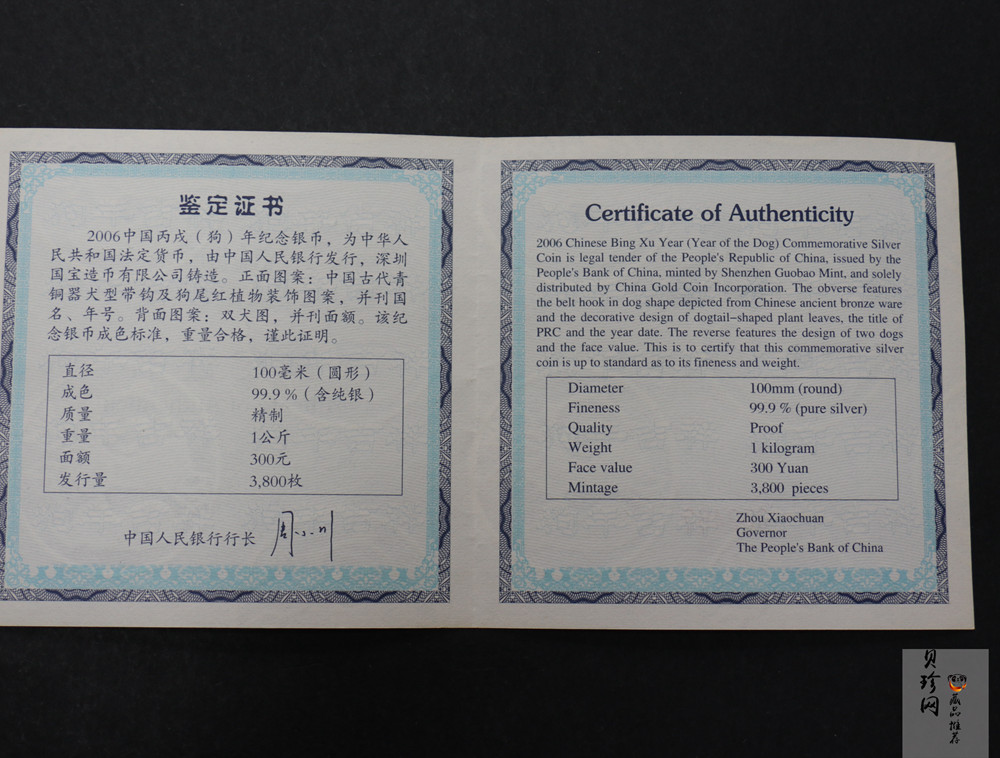 鉴定证书
2006中国丙戌（狗）年纪念银币，为中华人
民共和国法定货币，由中国人民银行发行，深圳
国宝造币有限公司铸造。正面图案：中国古代青
铜器犬型带钩及狗尾红植物装饰图案，并刊国
名、年号。背面图案：双犬图，并刊面额。该纪
念银币成色标准，重量合格，谨此证明。
直径 100毫米（圆形）
成色 99.9 %（含纯银）
质量 精制
重量 1公斤
面额 300元
发行量 3,800枚
中国人民银行行长 周小川
Certificate of Authenticity
2006 Chinese Bing Xu Year (Year of the Dog) Commemorative Silver
Coin is legal tender of the People's Republic of China, issued by the
People's Bank of China, minted by Shenzhen Guobao Mint, and solely
distributed by China Gold Coin Incorporation. The obverse features
the belt hook in dog shape depicted from Chinese ancient bronze ware
and the decorative design of dogtail–shaped plant leaves, the title of
PRC and the year date. The reverse features the design of two dogs
and the face value. This is to certify that this commemorative silver
coin is up to standard as to its fineness and weight.
Diameter 100mm (round)
Fineness 99.9 % (pure silver)
Quality Proof
Weight 1 kilogram
Face value 300 Yuan
Mintage 3,800 pieces
Zhou Xiaochuan
Governor
The People's Bank of China
贝珍网
藏品推荐